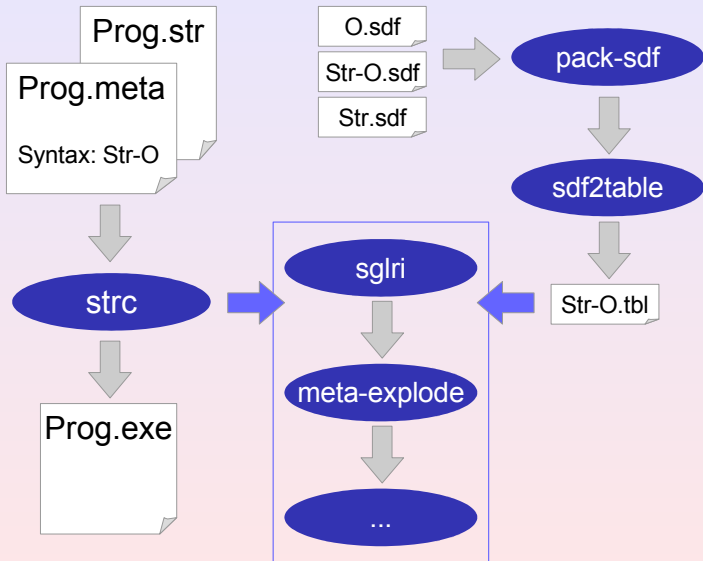 Prog.str
Prog.meta
Syntax: Str-O
O.sdf
Str-O.sdf
Str.sdf
pack-sdf
sdf2table
Str-O.tbl
strc
Prog.exe
sglri
meta-explode
...